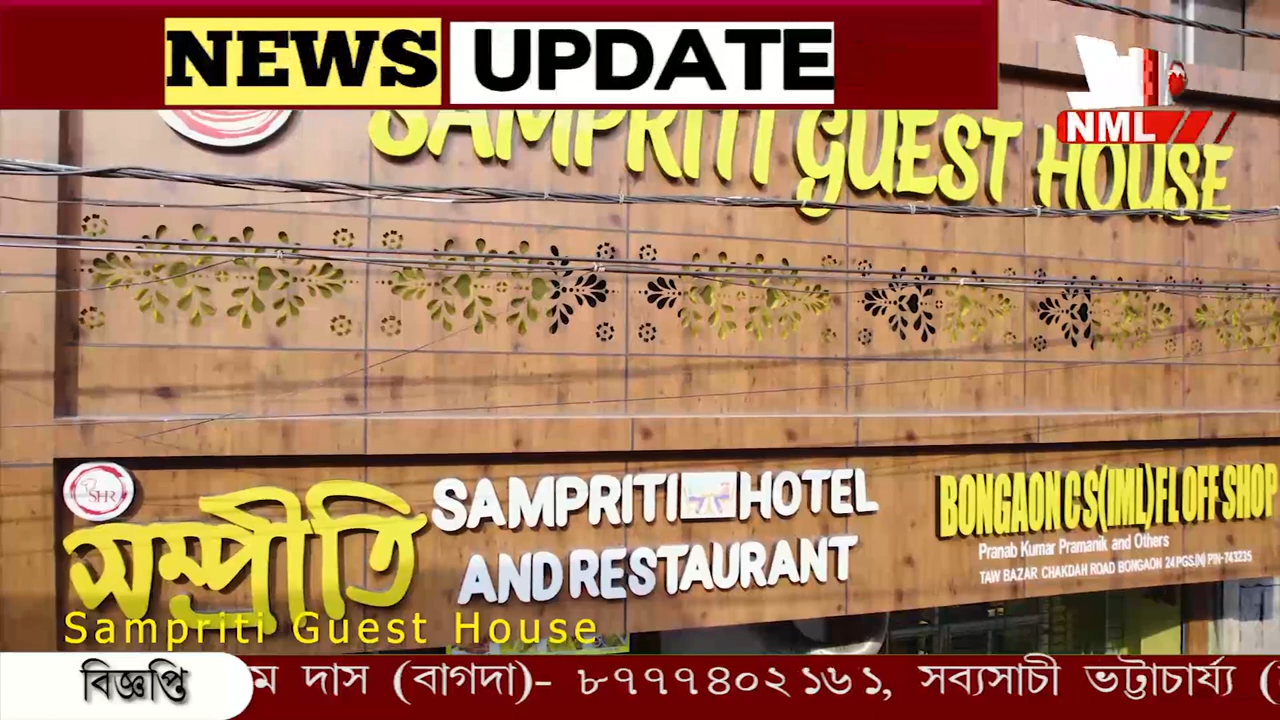 NEWS UPDATE
NML
SAMPRITI GUEST HOUSE
SHR
সম্প্রীতি
SAMPRITI HOTEL
AND RESTAURANT
BONGAON C S(IML) F L OFF SHOP
Pranab Kumar Pramanik and Others
TAW BAZAR CHAKDAH ROAD BONGAON 24 PGS.(N) PIN-743235
Sampriti Guest House
বিজ্ঞপ্তি
ম দাস (বাগদা)- ৮৭৭৭৪০২১৬১, সব্যসাচী ভট্টাচার্য্য (